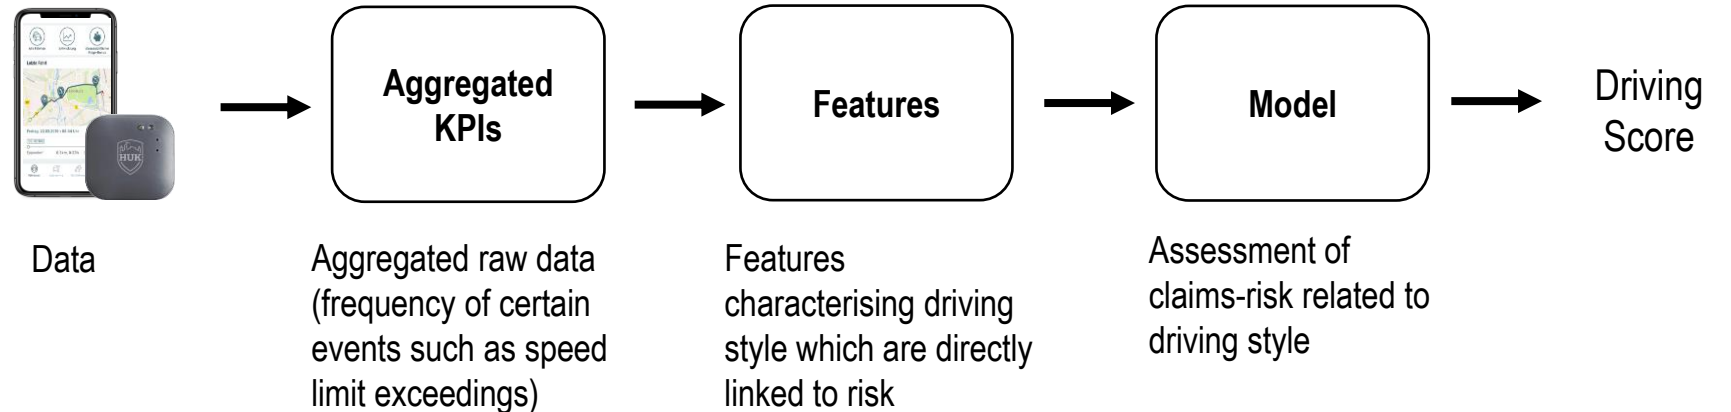 Letzte Fahrt
HUK
Data
Aggregated
KPIs
Aggregated raw data
(frequency of certain
events such as speed
limit exceedings)
Features
Features
characterising driving
style which are directly
linked to risk
Model
Assessment of
claims-risk related to
driving style
Driving
Score